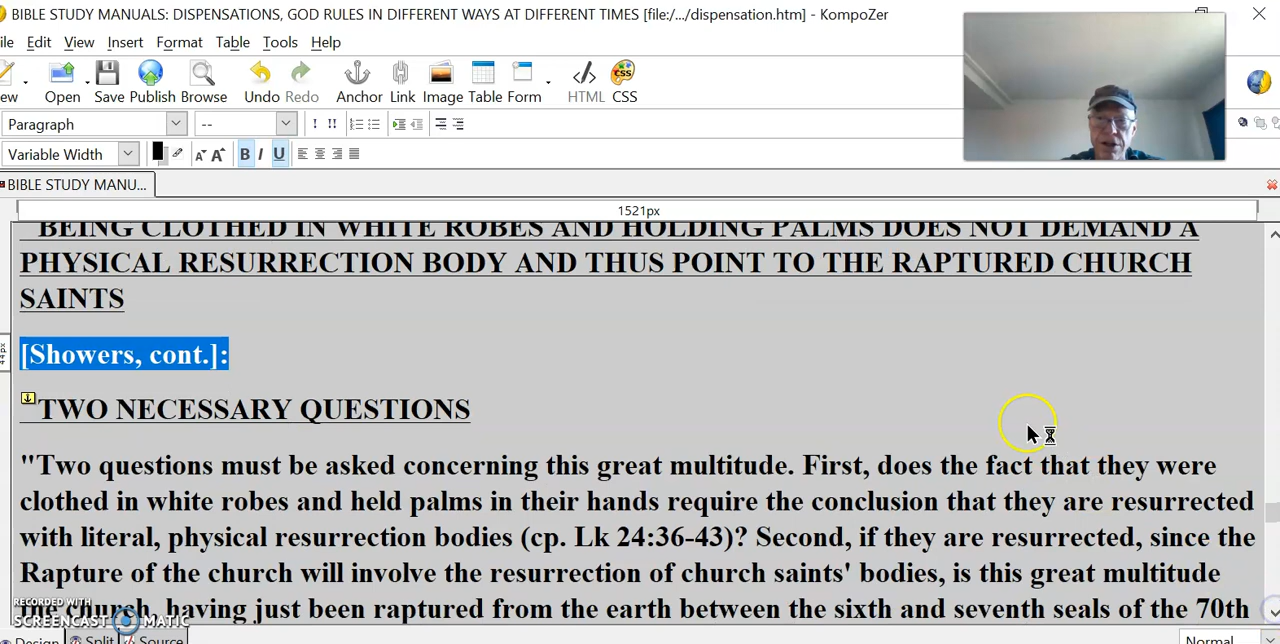 BIBLE STUDY MANUALS: DISPENSATIONS, GOD RULES IN DIFFERENT WAYS AT DIFFERENT TIMES [file:/.../dispensation.htm] - KompoZer
ile Edit View Insert Format Table Tools Help
ew Open Save Publish Browse Undo Redo Anchor Link Image Table Form HTML CSS
Paragraph -- ! !!
Variable Width A A B I U
BIBLE STUDY MANU...
1521px
BEING CLOTHED IN WHITE ROBES AND HOLDING PALMS DOES NOT DEMAND A
PHYSICAL RESURRECTION BODY AND THUS POINT TO THE RAPTURED CHURCH
SAINTS
[Showers, cont.]:
TWO NECESSARY QUESTIONS
"Two questions must be asked concerning this great multitude. First, does the fact that they were
clothed in white robes and held palms in their hands require the conclusion that they are resurrected
with literal, physical resurrection bodies (cp. Lk 24:36-43)? Second, if they are resurrected, since the
Rapture of the church will involve the resurrection of church saints' bodies, is this great multitude
church, having just been raptured from the earth between the sixth and seventh seals of the 70th
RECORDED WITH
SCREENCAST MATIC
Design Split Source Normal